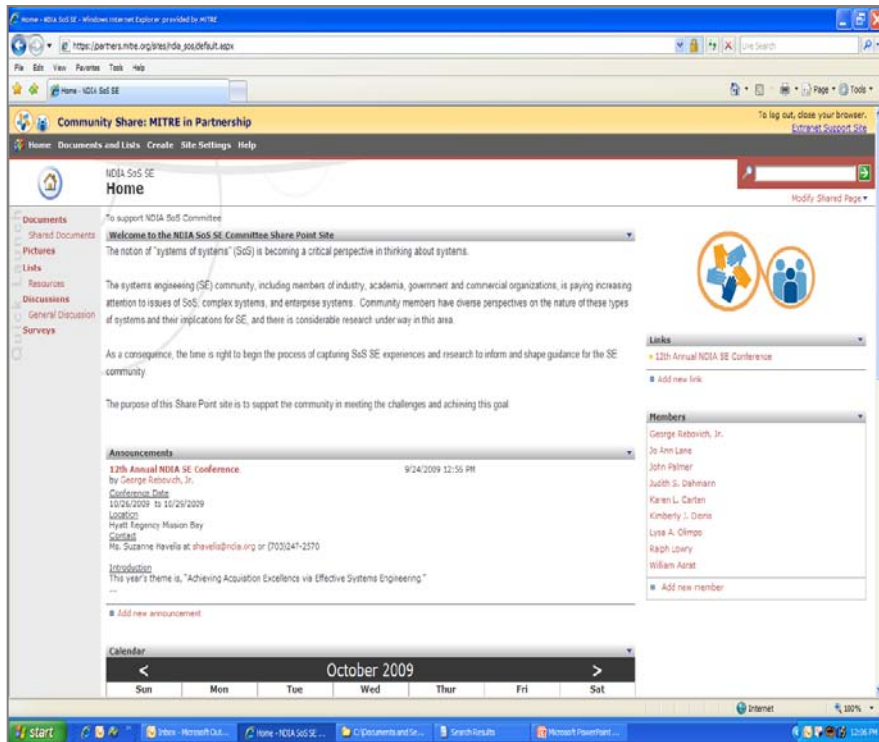 Home - NDIA SoS SE - Windows Internet Explorer provided by MITRE
https://partners.mitre.org/sites/ndia_sos/default.aspx
Live Search
File Edit View Favorites Tools Help
Home - NDIA SoS SE
Page Tools
Community Share: MITRE in Partnership
To log out, close your browser.
Extranet Support Site
Home Documents and Lists Create Site Settings Help
NDIA SoS SE
Home
Modify Shared Page
Documents
Shared Documents
Pictures
Lists
Resources
Discussions
General Discussion
Surveys
To support NDIA SoS Committee
Welcome to the NDIA SoS SE Committee Share Point Site
The notion of "systems of systems" (SoS) is becoming a critical perspective in thinking about systems.
The systems engineering (SE) community, including members of industry, academia, government and commercial organizations, is paying increasing
attention to issues of SoS, complex systems, and enterprise systems. Community members have diverse perspectives on the nature of these types
of systems and their implications for SE, and there is considerable research under way in this area.
As a consequence, the time is right to begin the process of capturing SoS SE experiences and research to inform and shape guidance for the SE
community.
The purpose of this Share Point site is to support the community in meeting the challenges and achieving this goal
Announcements
12th Annual NDIA SE Conference
9/24/2009 12:56 PM
by George Rebovich, Jr.
Conference Date
10/26/2009 to 10/29/2009
Location
Hyatt Regency Mission Bay
Contact
Ms. Suzanne Havelis at shavelis@ndia.org or (703)247-2570
Introduction
This year's theme is, "Achieving Acquisition Excellence via Effective Systems Engineering."
...
Add new announcement
Calendar
< October 2009 >
Sun Mon Tue Wed Thur Fri Sat
Links
12th Annual NDIA SE Conference
Add new link
Members
George Rebovich, Jr.
Jo Ann Lane
John Palmer
Judith S. Dahmann
Karen L. Carten
Lysa A. Olimpo
Ralph Lowry
William Asrat
Add new member
Internet 100%
start
Inbox - Microsoft Out...
Home - NDIA SoS SE ...
C:\Documents and Se...
Search Results
Microsoft PowerPoint ...
12:06 PM